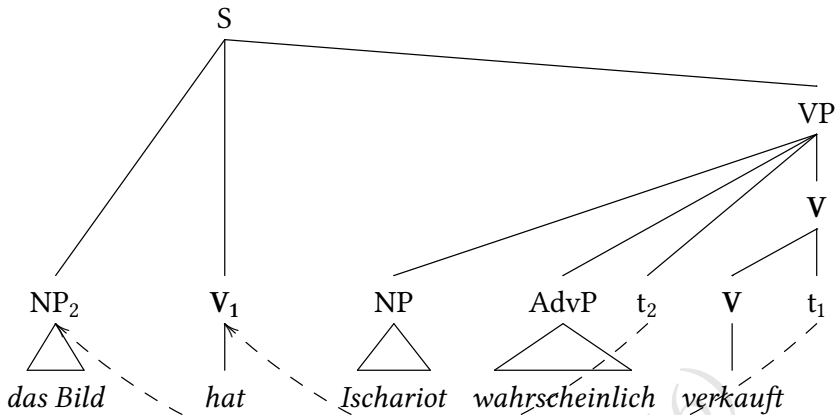 S
VP
V
NP₂ V₁ NP AdvP t₂ V t₁
das Bild hat Ischariot wahrscheinlich verkauft